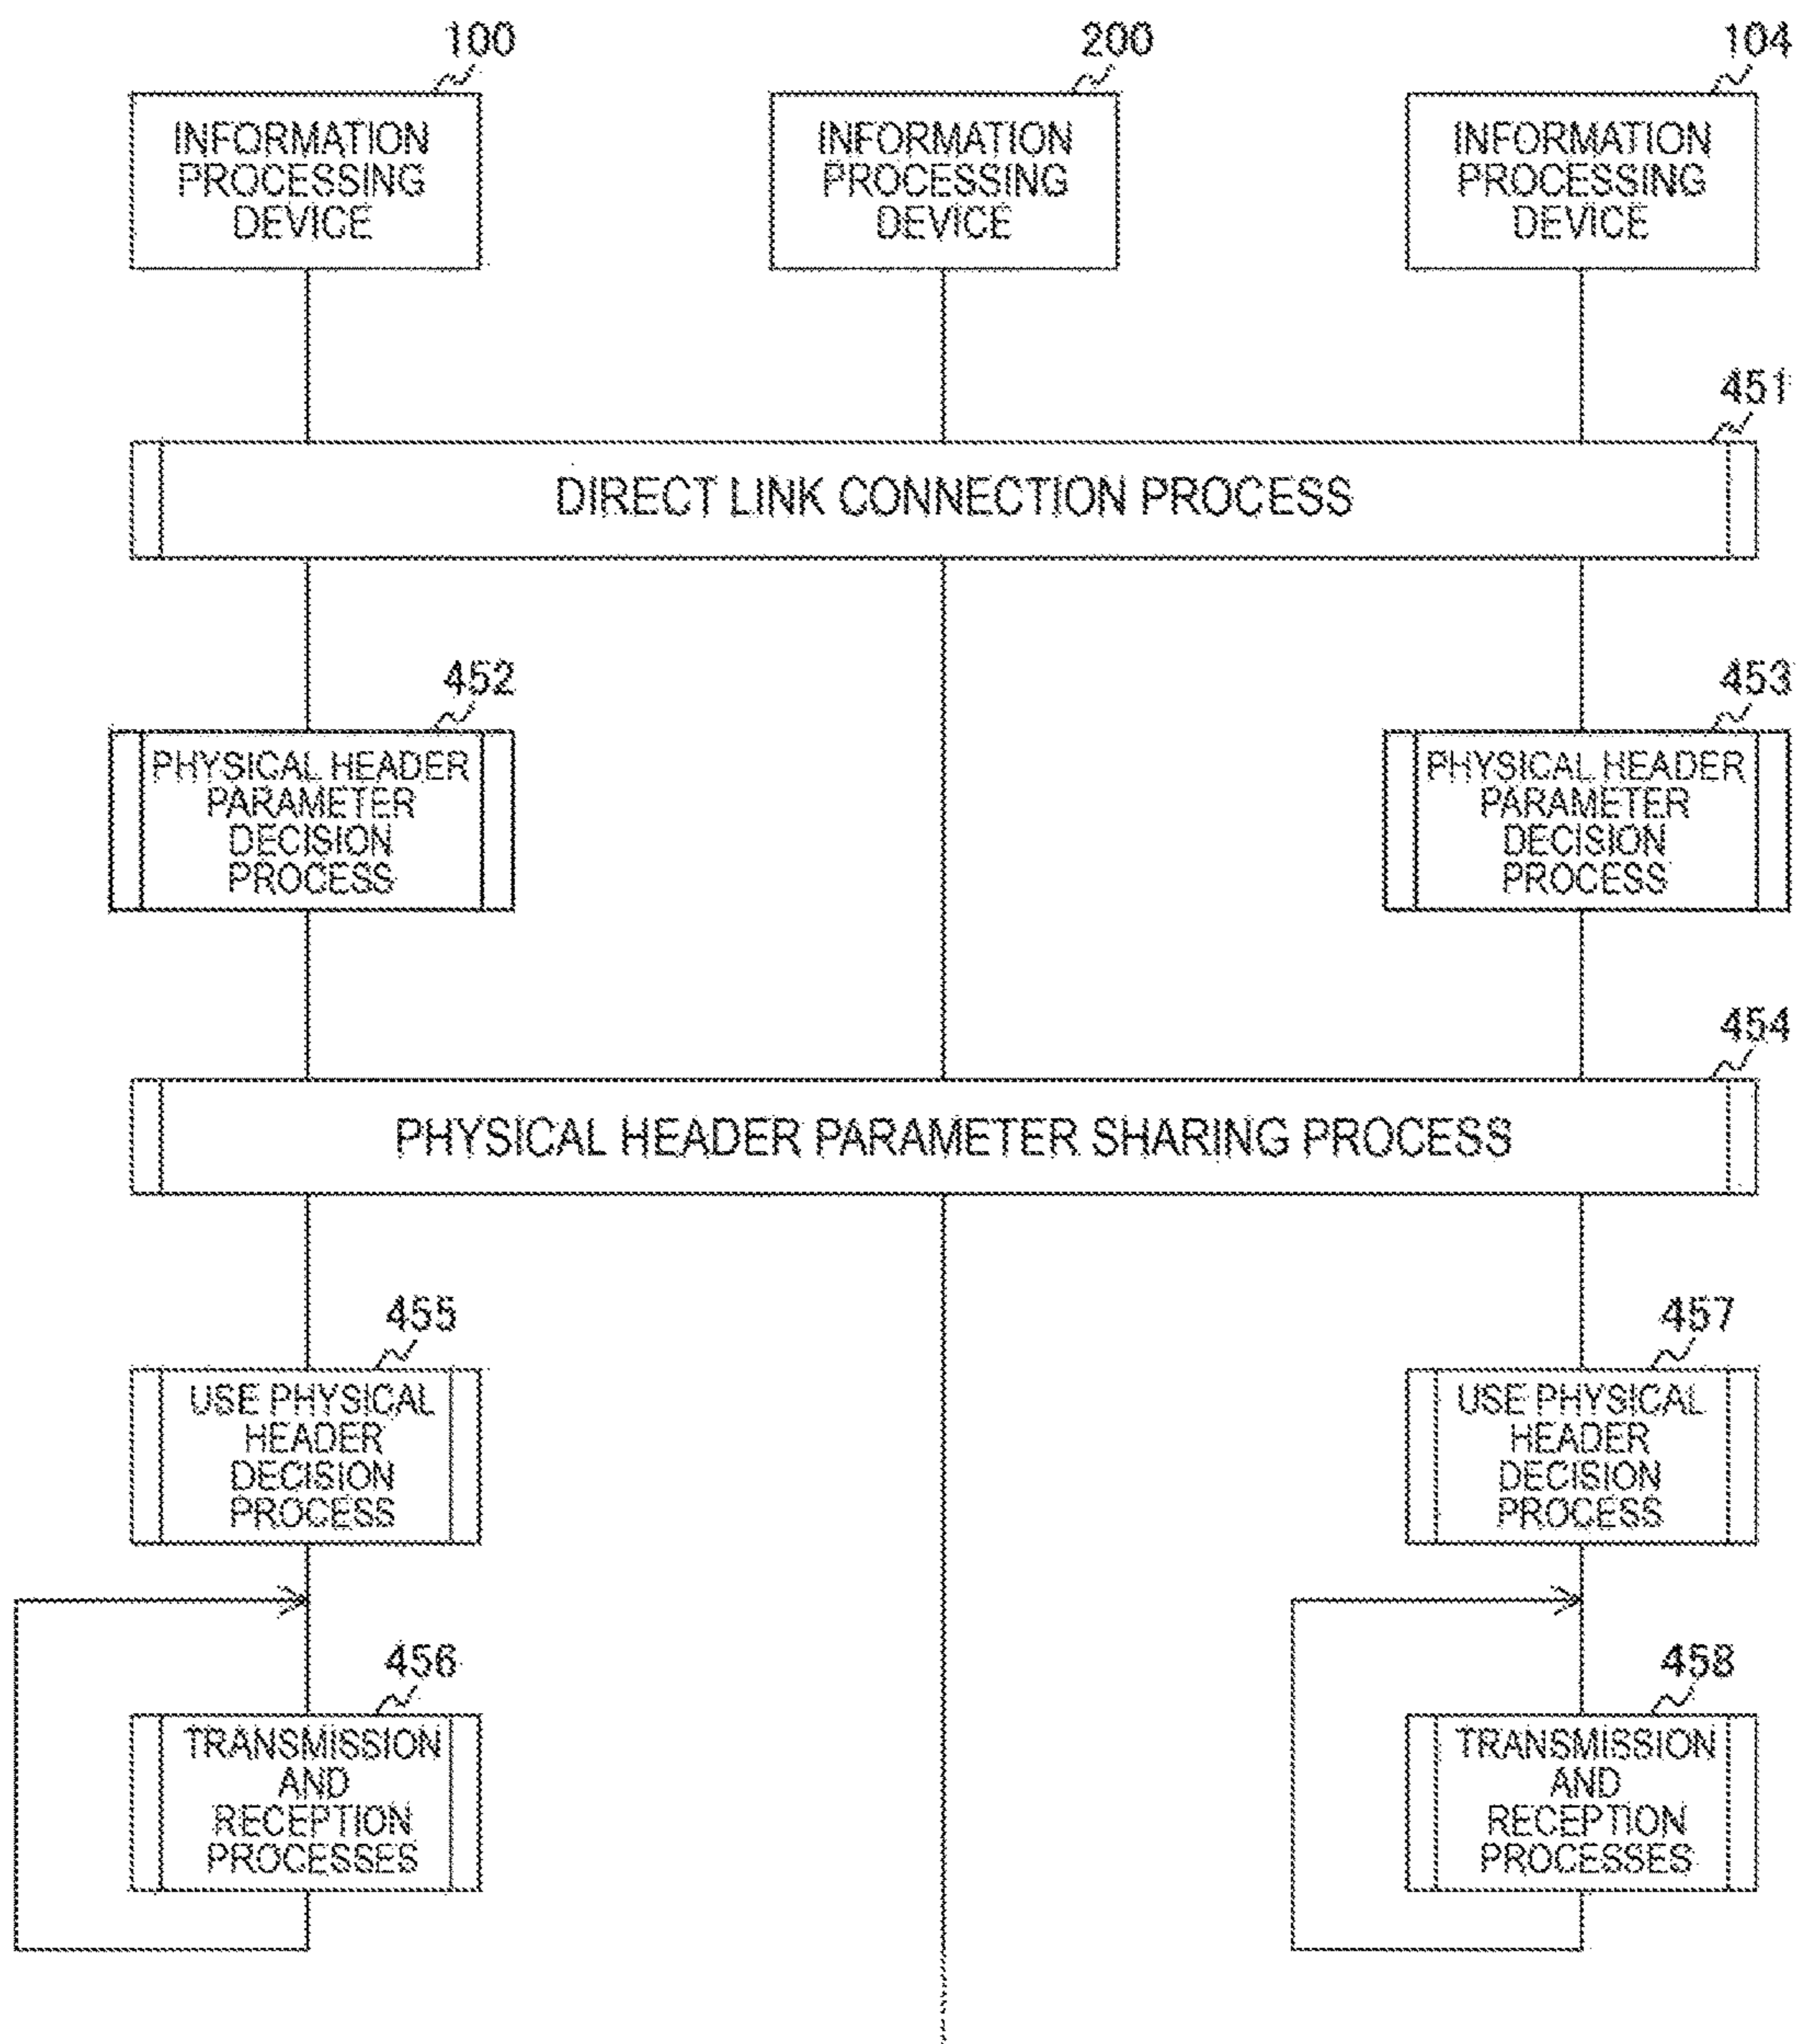 100
200
104
INFORMATION
PROCESSING
DEVICE
INFORMATION
PROCESSING
DEVICE
INFORMATION
PROCESSING
DEVICE
451
DIRECT LINK CONNECTION PROCESS
452
453
PHYSICAL HEADER
PARAMETER
DECISION
PROCESS
PHYSICAL HEADER
PARAMETER
DECISION
PROCESS
454
PHYSICAL HEADER PARAMETER SHARING PROCESS
455
457
USE PHYSICAL
HEADER
DECISION
PROCESS
USE PHYSICAL
HEADER
DECISION
PROCESS
456
458
TRANSMISSION
AND
RECEPTION
PROCESSES
TRANSMISSION
AND
RECEPTION
PROCESSES